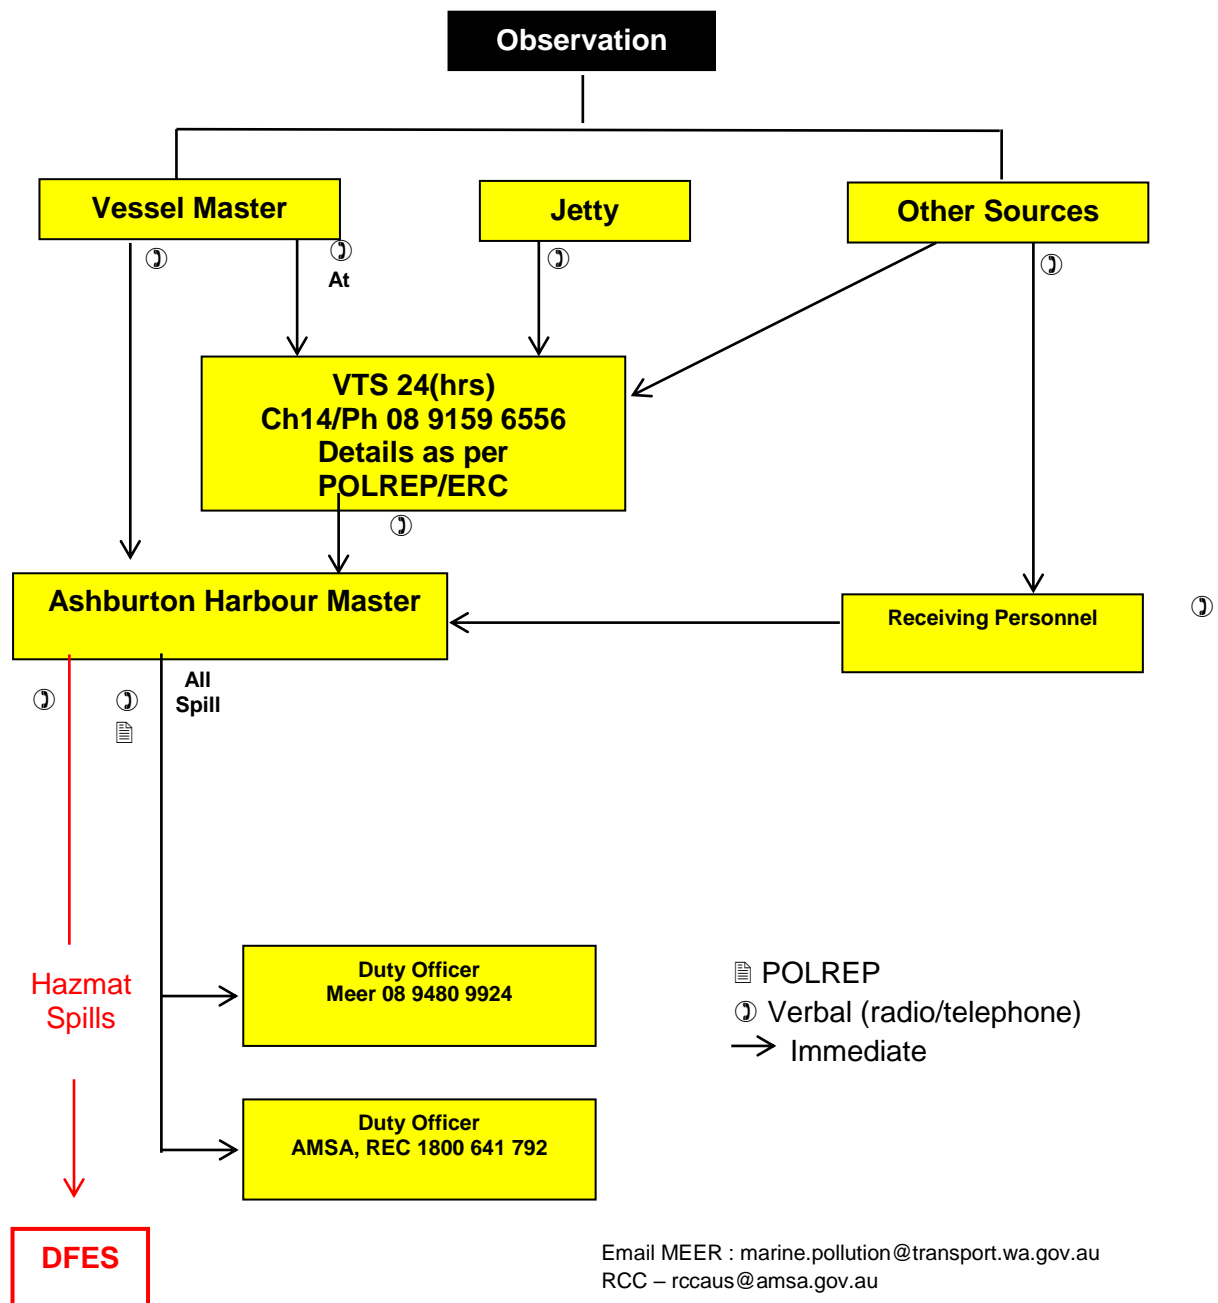 Observation
Vessel Master
Jetty
Other Sources
At
VTS 24(hrs)
Ch14/Ph 08 9159 6556
Details as per
POLREP/ERC
Ashburton Harbour Master
Receiving Personnel
All
Spill
Hazmat
Spills
Duty Officer
Meer 08 9480 9924
POLREP
Verbal (radio/telephone)
Immediate
Duty Officer
AMSA, REC 1800 641 792
DFES
Email MEER : marine.pollution@transport.wa.gov.au
RCC – rccaus@amsa.gov.au